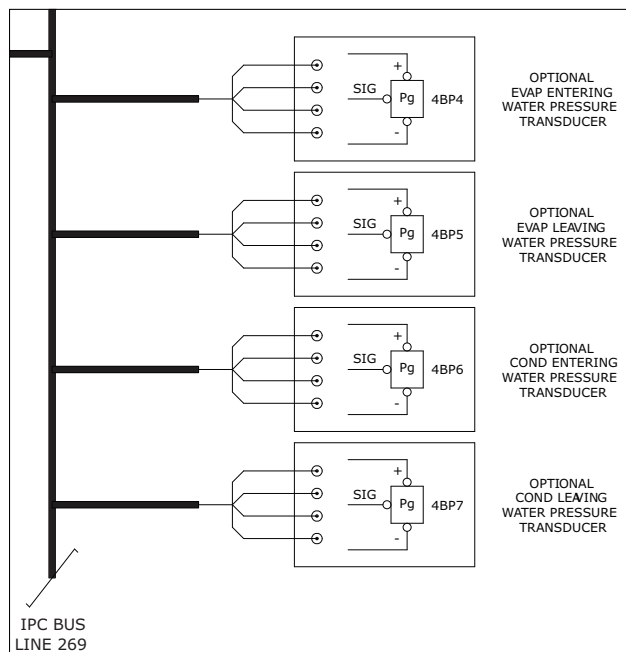 +
SIG
Pg
4BP4
-
OPTIONAL
EVAP ENTERING
WATER PRESSURE
TRANSDUCER
+
SIG
Pg
4BP5
-
OPTIONAL
EVAP LEAVING
WATER PRESSURE
TRANSDUCER
+
SIG
Pg
4BP6
-
OPTIONAL
COND ENTERING
WATER PRESSURE
TRANSDUCER
+
SIG
Pg
4BP7
-
OPTIONAL
COND LEAVING
WATER PRESSURE
TRANSDUCER
IPC BUS
LINE 269